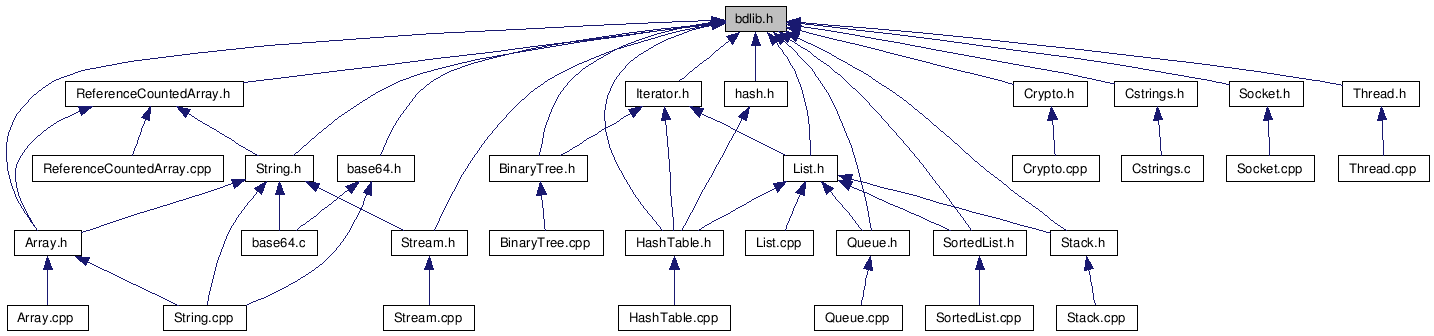 bdlib.h
ReferenceCountedArray.h
Iterator.h
hash.h
Crypto.h
Cstrings.h
Socket.h
Thread.h
ReferenceCountedArray.cpp
String.h
base64.h
BinaryTree.h
List.h
Crypto.cpp
Cstrings.c
Socket.cpp
Thread.cpp
Array.h
base64.c
Stream.h
BinaryTree.cpp
HashTable.h
List.cpp
Queue.h
SortedList.h
Stack.h
Array.cpp
String.cpp
Stream.cpp
HashTable.cpp
Queue.cpp
SortedList.cpp
Stack.cpp